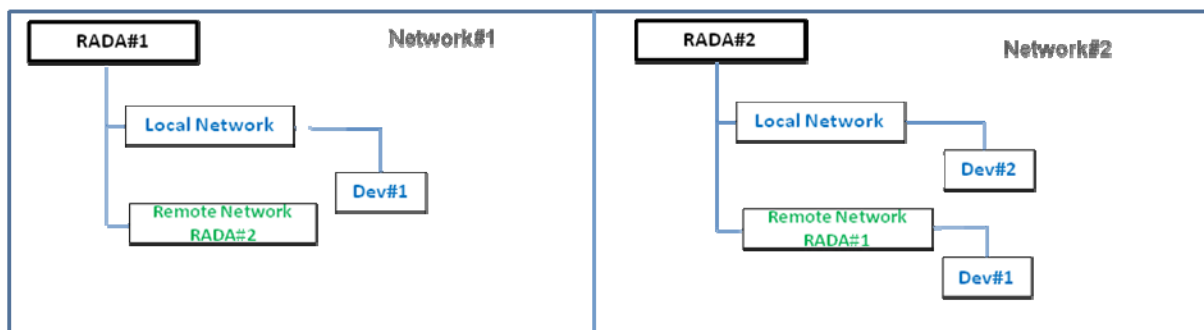 RADA#1
Network#1
Local Network
Dev#1
Remote Network
RADA#2
RADA#2
Network#2
Local Network
Dev#2
Remote Network
RADA#1
Dev#1